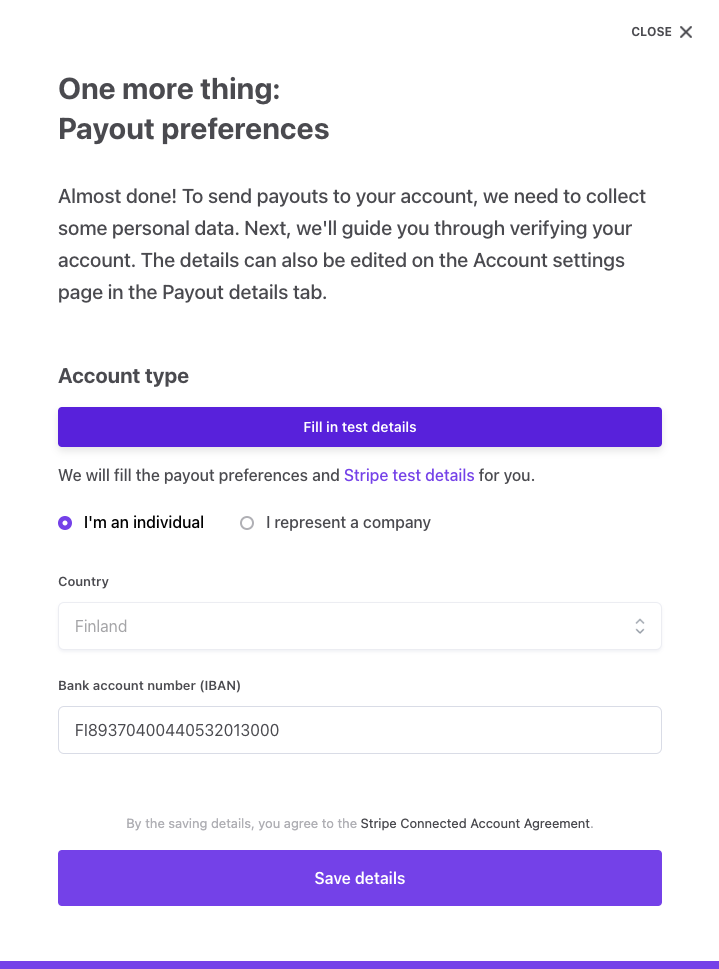 CLOSE
One more thing:
Payout preferences
Almost done! To send payouts to your account, we need to collect
some personal data. Next, we'll guide you through verifying your
account. The details can also be edited on the Account settings
page in the Payout details tab.
Account type
Fill in test details
We will fill the payout preferences and Stripe test details for you.
I'm an individual
I represent a company
Country
Finland
Bank account number (IBAN)
FI89370400440532013000
By the saving details, you agree to the Stripe Connected Account Agreement.
Save details